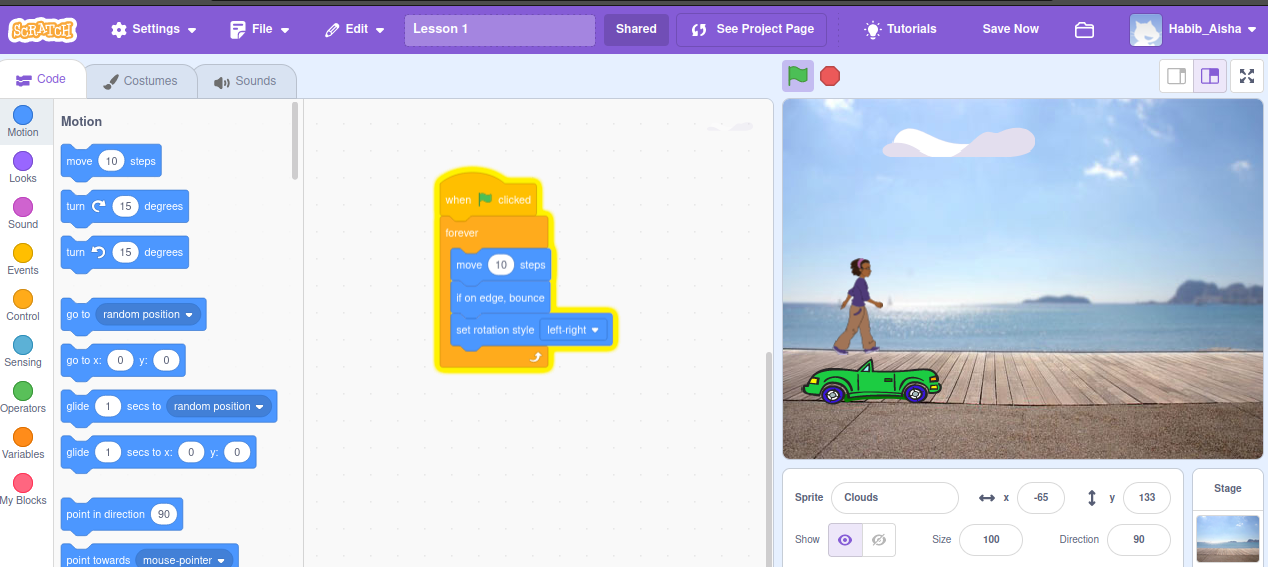 SCRATCH Settings File Edit Lesson 1 Shared See Project Page Tutorials Save Now Habib_Aisha
Code Costumes Sounds
Motion
Looks
Sound
Events
Control
Sensing
Operators
Variables
My Blocks
Motion
move 10 steps
turn 15 degrees
turn 15 degrees
go to random position
go to x: 0 y: 0
glide 1 secs to random position
glide 1 secs to x: 0 y: 0
point in direction 90
point towards mouse-pointer
when clicked
forever
move 10 steps
if on edge, bounce
set rotation style left-right
Sprite Clouds x -65 y 133
Show Size 100 Direction 90
Stage